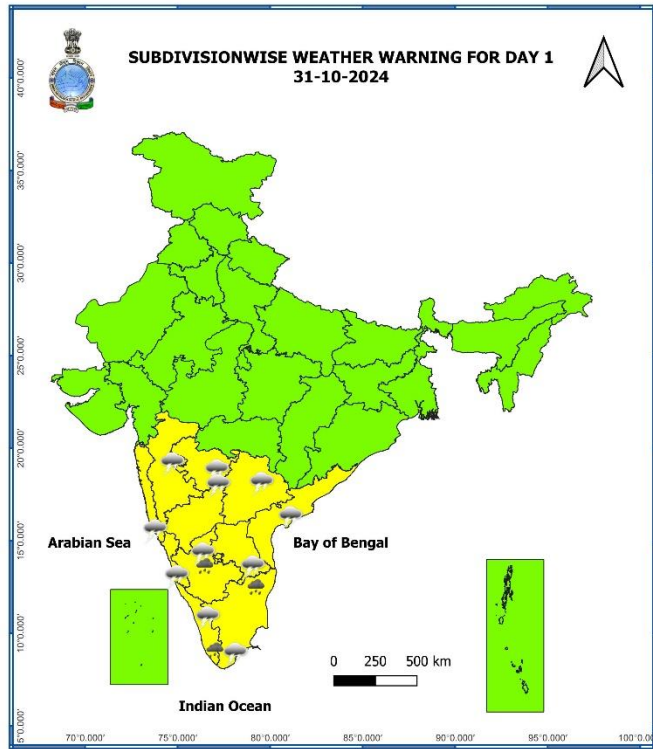 SUBDIVISIONWISE WEATHER WARNING FOR DAY 1
31-10-2024
40°0.000'
35°0.000'
30°0.000'
25°0.000'
20°0.000'
15°0.000'
10°0.000'
5°0.000'
Arabian Sea
Bay of Bengal
0 250 500 km
Indian Ocean
70°0.000' 75°0.000' 80°0.000' 85°0.000' 90°0.000' 95°0.000' 100°0.000'